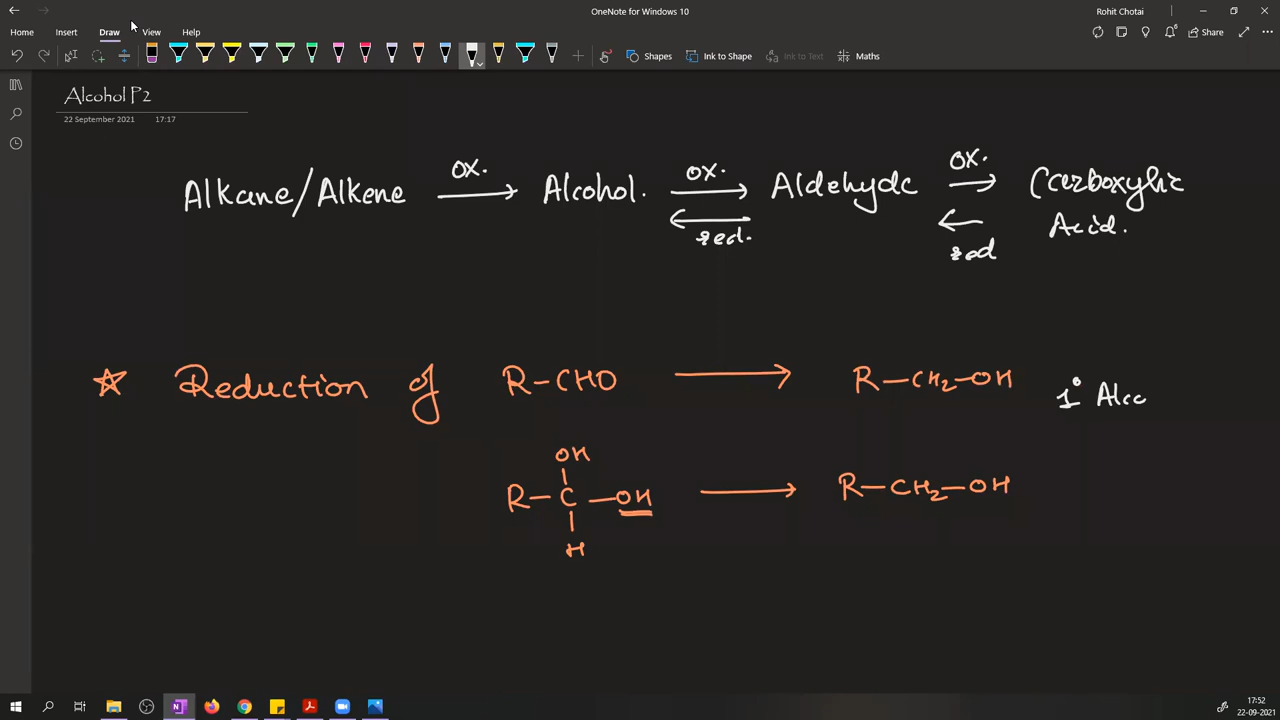 OneNote for Windows 10
Rohit Chotai
Home Insert Draw View Help
Share
Shapes Ink to Shape Ink to Text Maths
Alcohol P2
22 September 2021 17:17
Alkane/Alkene ox. Alcohol. ox. red. Aldehyde ox. red Carboxylic
Acid.
Reduction of R-CHO R-CH2-OH 1° Alco
OH
R-C-OH R-CH2-OH
H
17:52
22-09-2021